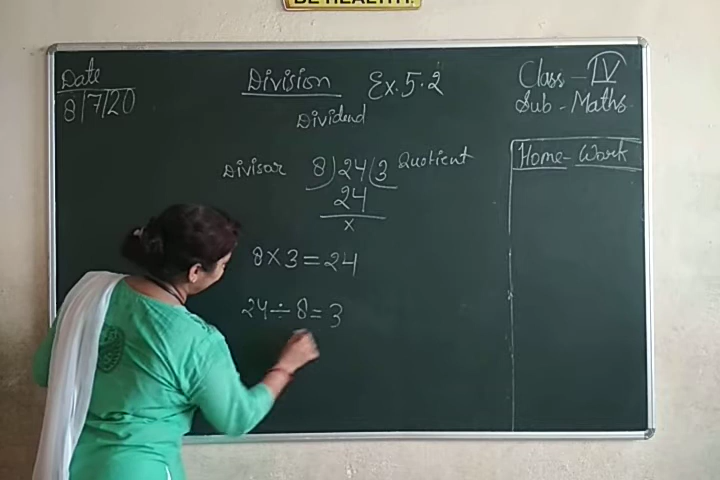 BE HEALTHY!
Date
8/7/20
Division Ex. 5.2
Class - IV
Sub - Maths
Dividend
Divisar 8)24(3 Quotient
24
x
8 x 3 = 24
24 ÷ 8 = 3
Home - Work